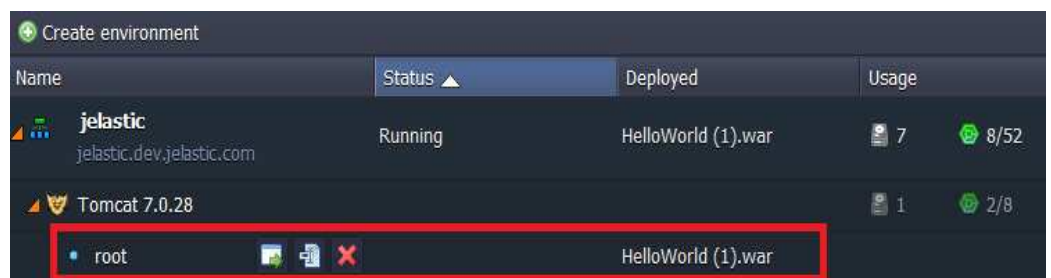 Create environment
Name Status Deployed Usage
jelastic Running HelloWorld (1).war 7 8/52
jelastic.dev.jelastic.com
Tomcat 7.0.28 1 2/8
root HelloWorld (1).war